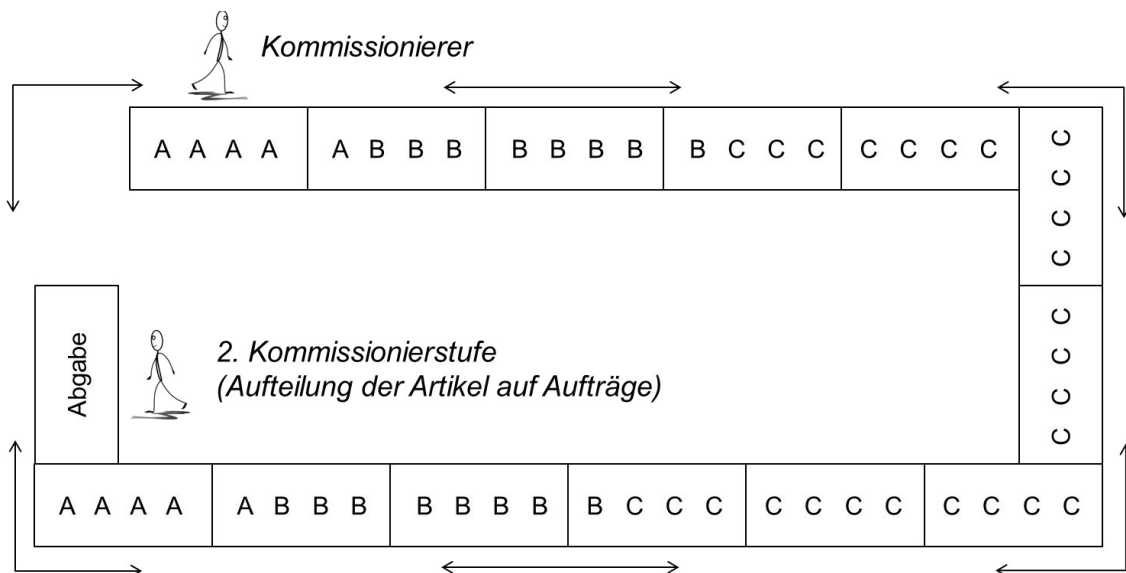 Kommissionierer
A A A A A B B B B B B B B C C C C C C C
C C C C
C C C C
Abgabe
2. Kommissionierstufe
(Aufteilung der Artikel auf Aufträge)
A A A A A B B B B B B B B C C C C C C C C C C C